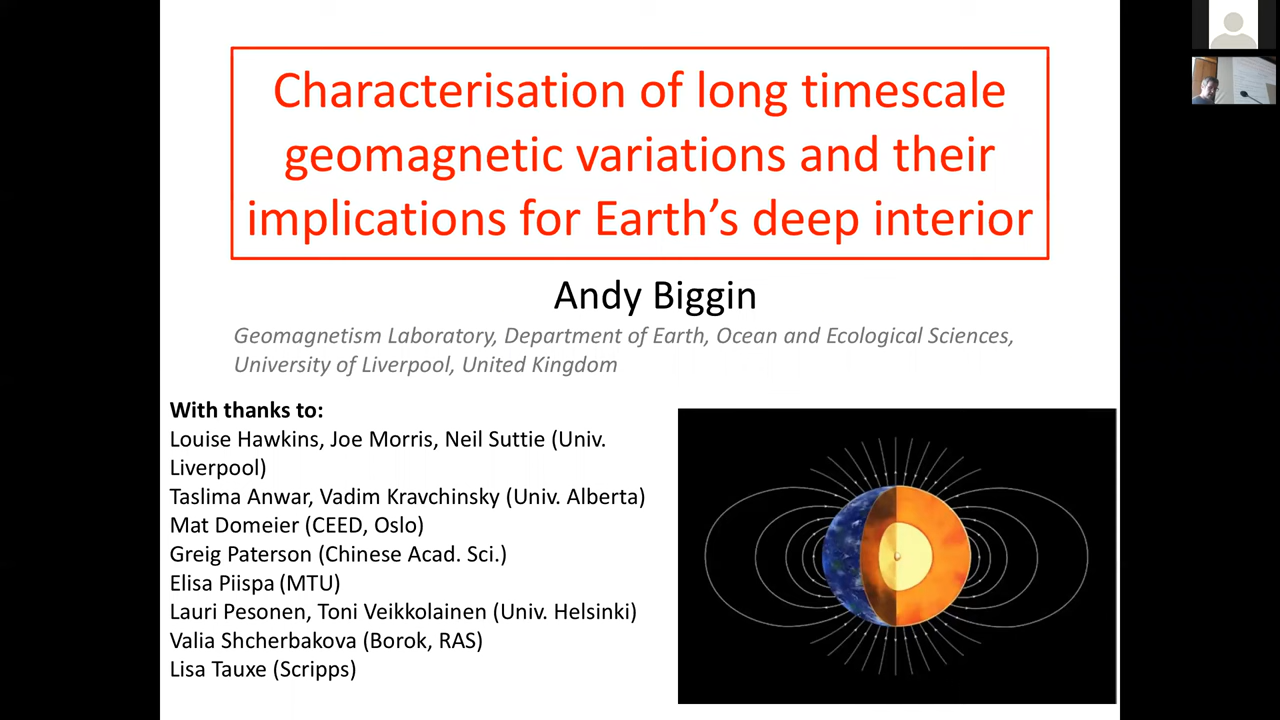 Characterisation of long timescale
geomagnetic variations and their
implications for Earth's deep interior
Andy Biggin
Geomagnetism Laboratory, Department of Earth, Ocean and Ecological Sciences,
University of Liverpool, United Kingdom
With thanks to:
Louise Hawkins, Joe Morris, Neil Suttie (Univ.
Liverpool)
Taslima Anwar, Vadim Kravchinsky (Univ. Alberta)
Mat Domeier (CEED, Oslo)
Greig Paterson (Chinese Acad. Sci.)
Elisa Piispa (MTU)
Lauri Pesonen, Toni Veikkolainen (Univ. Helsinki)
Valia Shcherbakova (Borok, RAS)
Lisa Tauxe (Scripps)